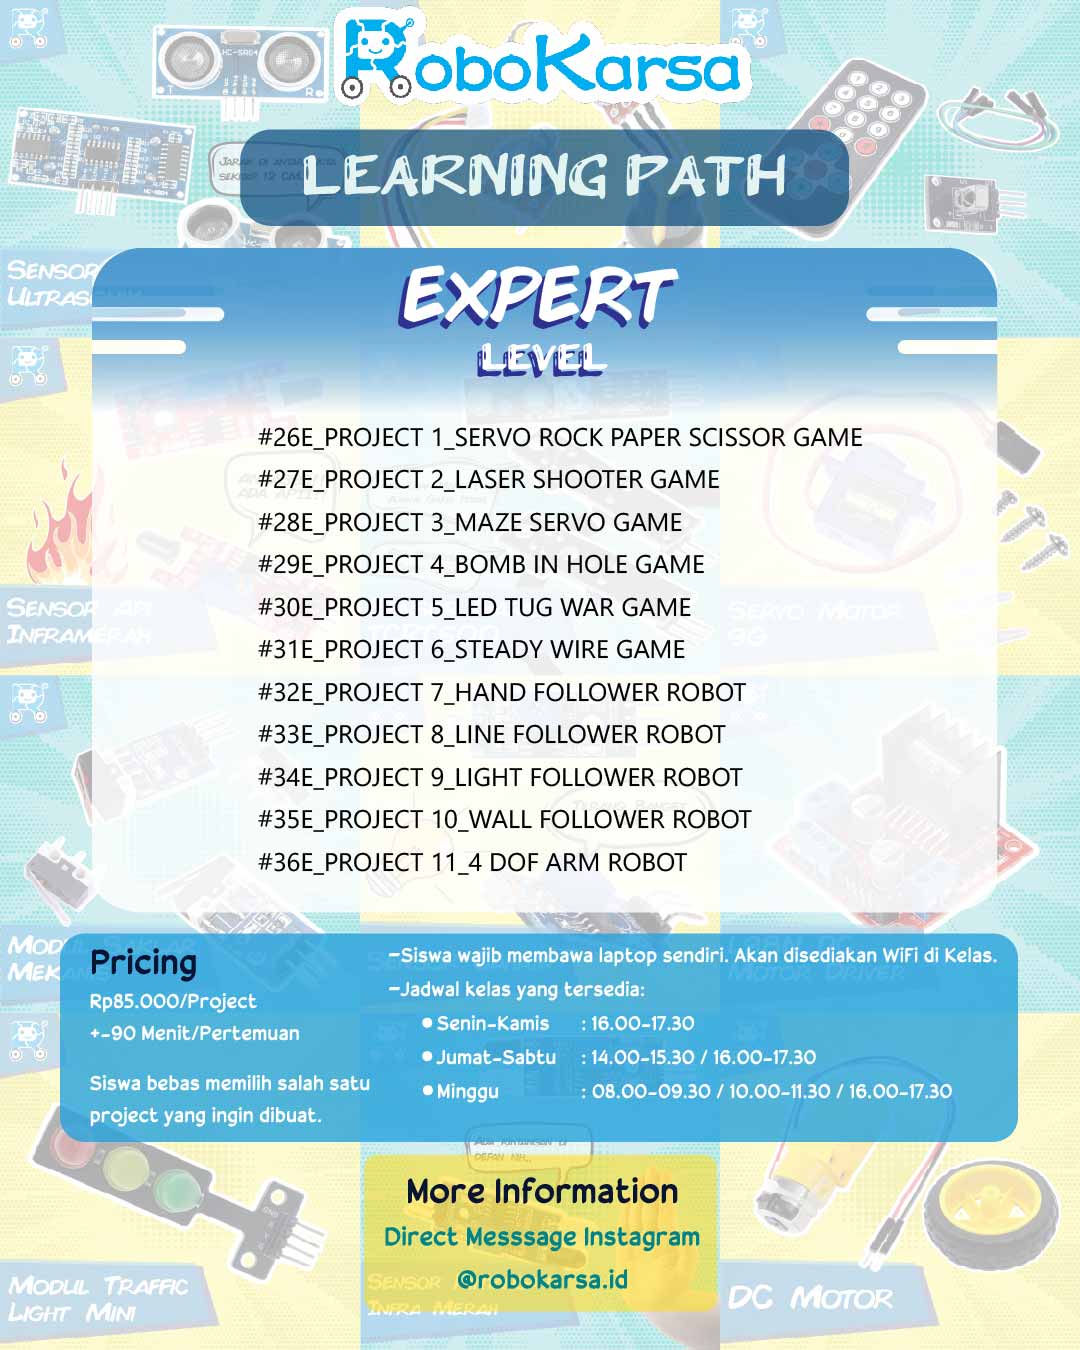 RoboKarsa
LEARNING PATH
EXPERT
LEVEL
#26E_PROJECT 1_SERVO ROCK PAPER SCISSOR GAME
#27E_PROJECT 2_LASER SHOOTER GAME
#28E_PROJECT 3_MAZE SERVO GAME
#29E_PROJECT 4_BOMB IN HOLE GAME
#30E_PROJECT 5_LED TUG WAR GAME
#31E_PROJECT 6_STEADY WIRE GAME
#32E_PROJECT 7_HAND FOLLOWER ROBOT
#33E_PROJECT 8_LINE FOLLOWER ROBOT
#34E_PROJECT 9_LIGHT FOLLOWER ROBOT
#35E_PROJECT 10_WALL FOLLOWER ROBOT
#36E_PROJECT 11_4 DOF ARM ROBOT
Pricing
Rp85.000/Project
+-90 Menit/Pertemuan
Siswa bebas memilih salah satu
project yang ingin dibuat.
-Siswa wajib membawa laptop sendiri. Akan disediakan WiFi di Kelas.
-Jadwal kelas yang tersedia:
• Senin-Kamis : 16.00-17.30
• Jumat-Sabtu : 14.00-15.30 / 16.00-17.30
• Minggu : 08.00-09.30 / 10.00-11.30 / 16.00-17.30
More Information
Direct Messsage Instagram
@robokarsa.id
SENSOR API
INFRAMERAH
SERVO MOTOR
9G
MODUL TRAFFIC
LIGHT MINI
SENSOR
INFRA MERAH
DC MOTOR